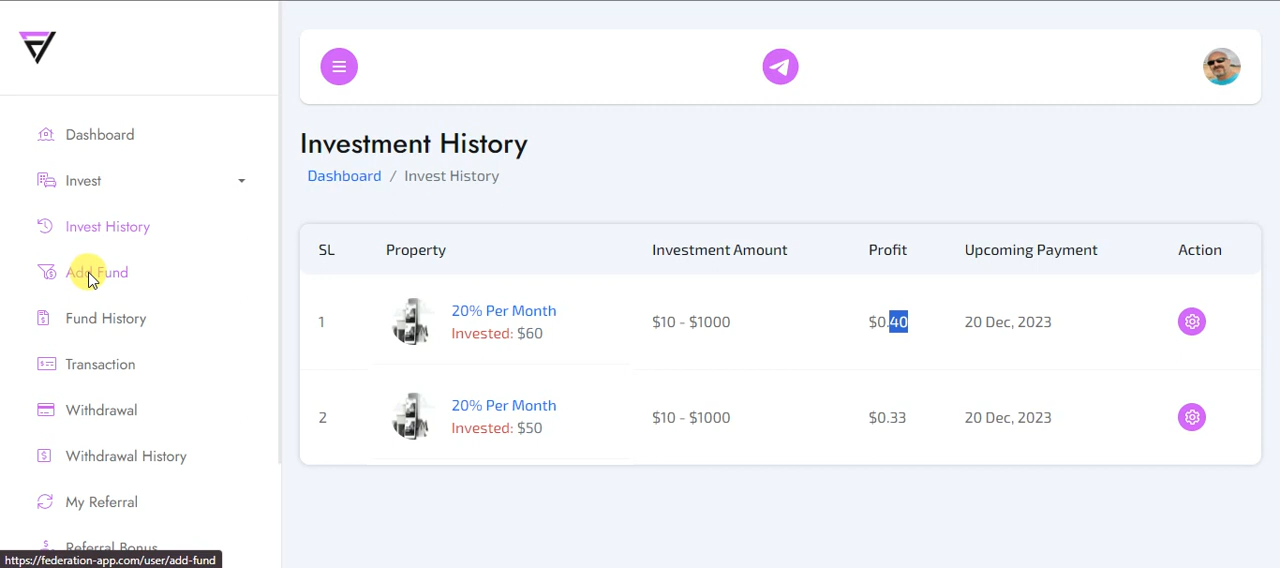 Dashboard
Invest
Invest History
Add Fund
Fund History
Transaction
Withdrawal
Withdrawal History
My Referral
Referral Bonus
https://federation-app.com/user/add-fund
Investment History
Dashboard / Invest History
SL Property Investment Amount Profit Upcoming Payment Action
1 20% Per Month Invested: $60 $10 - $1000 $0.40 20 Dec, 2023
2 20% Per Month Invested: $50 $10 - $1000 $0.33 20 Dec, 2023